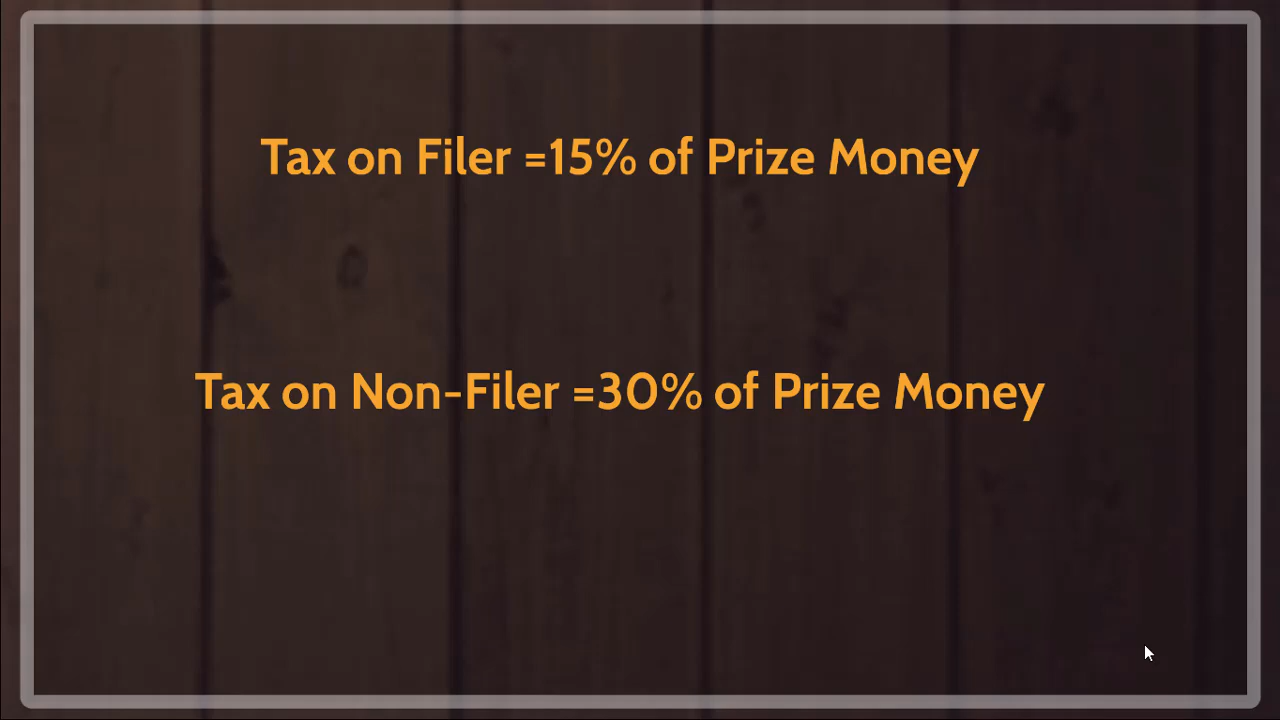 Tax on Filer =15% of Prize Money
Tax on Non-Filer =30% of Prize Money